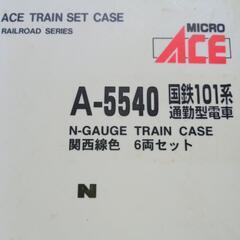 ACE TRAIN SET CASE
RAILROAD SERIES
MICRO
ACE
A-5540 国鉄101系
通勤型電車
N-GAUGE TRAIN CASE
関西線色 6両セット
N